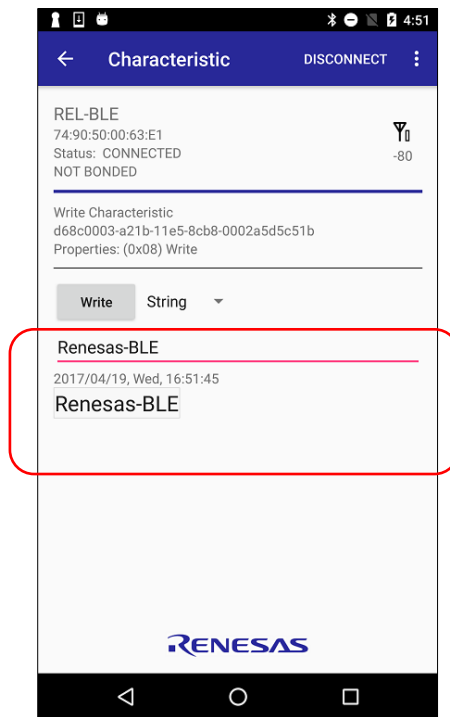 4:51
Characteristic DISCONNECT
REL-BLE
74:90:50:00:63:E1
Status: CONNECTED
-80
NOT BONDED
Write Characteristic
d68c0003-a21b-11e5-8cb8-0002a5d5c51b
Properties: (0x08) Write
Write String
Renesas-BLE
2017/04/19, Wed, 16:51:45
Renesas-BLE
RENESAS